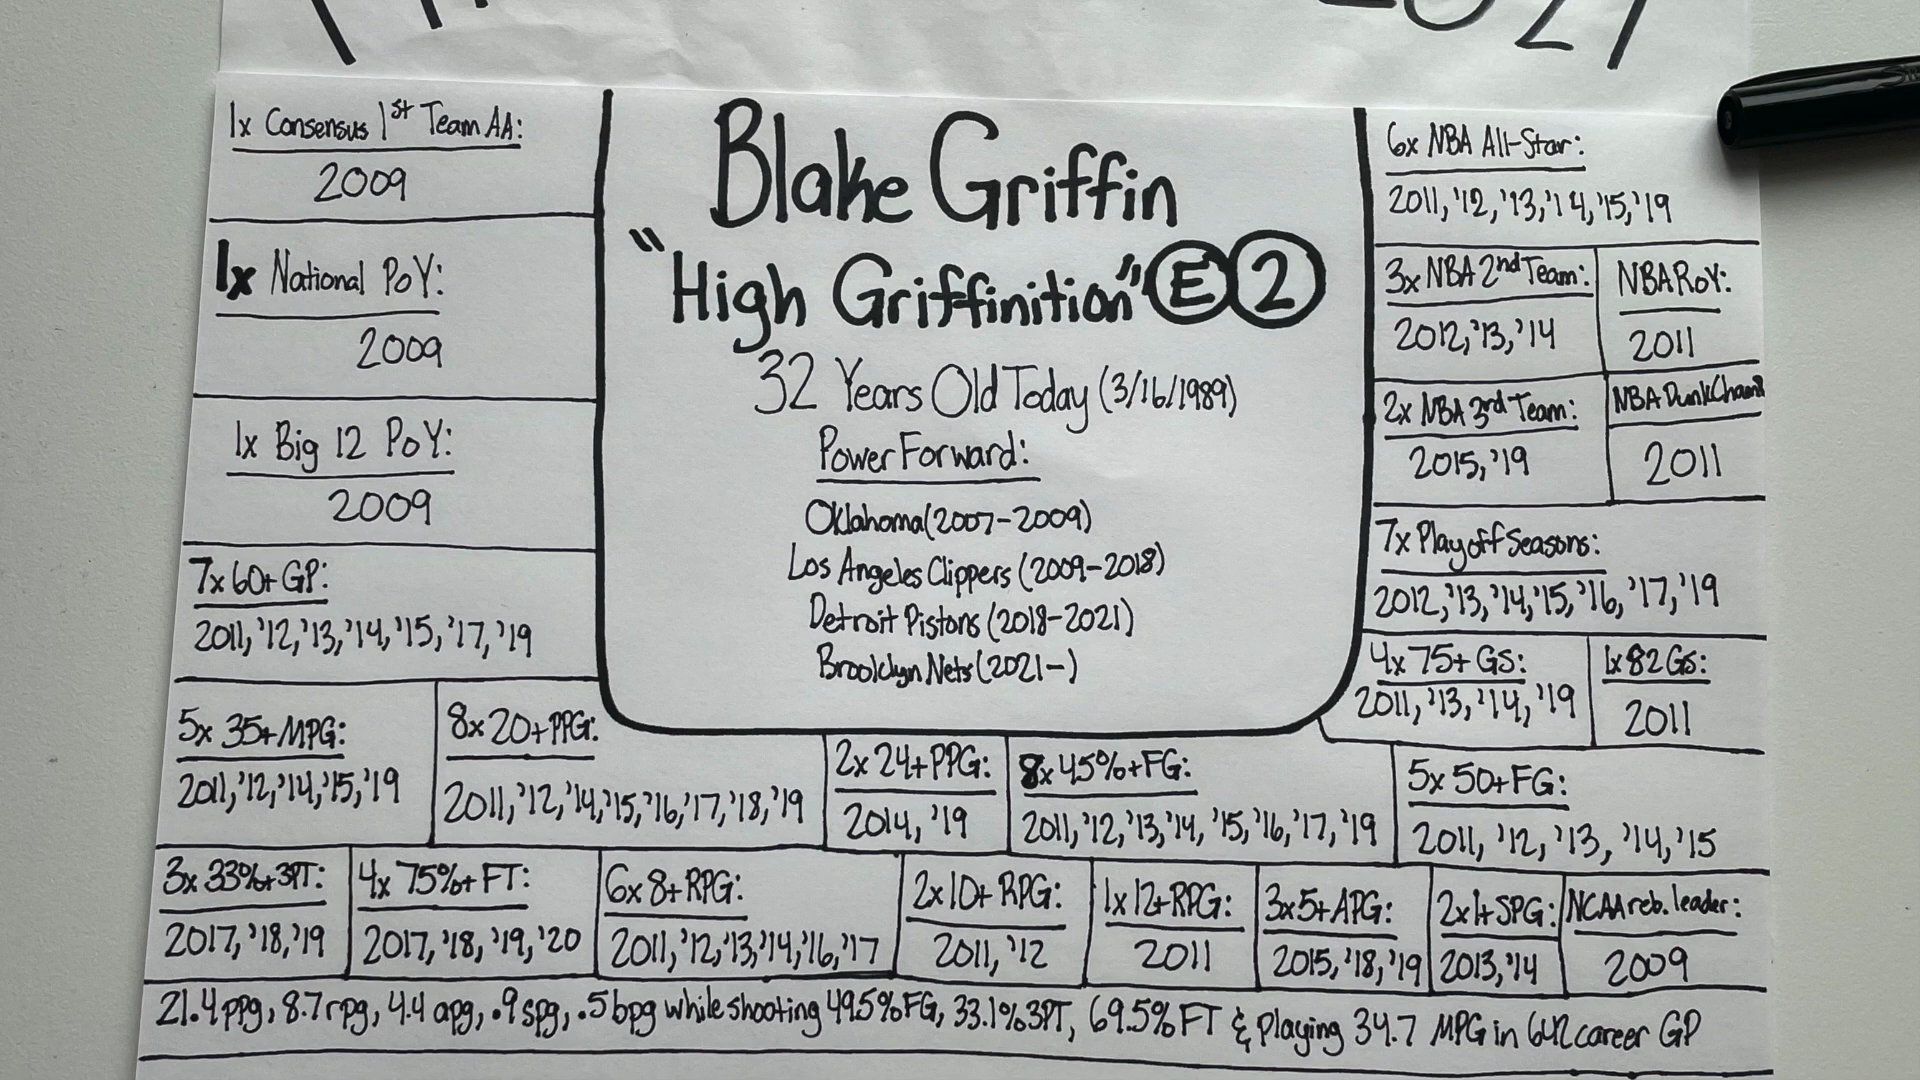 1x Consensus 1st Team AA:
2009
1x National PoY:
2009
1x Big 12 PoY:
2009
7x 60+ GP:
2011, '12, '13, '14, '15, '17, '19
Blake Griffin
"High Griffinition" E 2
32 Years Old Today (3/16/1989)
Power Forward:
Oklahoma (2007-2009)
Los Angeles Clippers (2009-2018)
Detroit Pistons (2018-2021)
Brooklyn Nets (2021-)
6x NBA All-Star:
2011, '12, '13, '14, '15, '19
3x NBA 2nd Team:
2012, '13, '14
NBA RoY:
2011
2x NBA 3rd Team:
2015, '19
NBA Dunk Champ
2011
7x Playoff Seasons:
2012, '13, '14, '15, '16, '17, '19
4x 75+ GS:
2011, '13, '14, '19
1x 82 GS:
2011
5x 35+ MPG:
2011, '12, '14, '15, '19
8x 20+ PPG:
2011, '12, '14, '15, '16, '17, '18, '19
2x 24+ PPG:
2014, '19
8x 45%+ FG:
2011, '12, '13, '14, '15, '16, '17, '19
5x 50+ FG:
2011, '12, '13, '14, '15
3x 33%+ 3PT:
2017, '18, '19
4x 75%+ FT:
2017, '18, '19, '20
6x 8+ RPG:
2011, '12, '13, '14, '16, '17
2x 10+ RPG:
2011, '12
1x 12+ RPG:
2011
3x 5+ APG:
2015, '18, '19
2x 1+ SPG:
2013, '14
NCAA reb. leader:
2009
21.4 ppg, 8.7 rpg, 4.4 apg, .9 spg, .5 bpg while shooting 49.5% FG, 33.1% 3PT, 69.5% FT & playing 34.7 MPG in 642 career GP